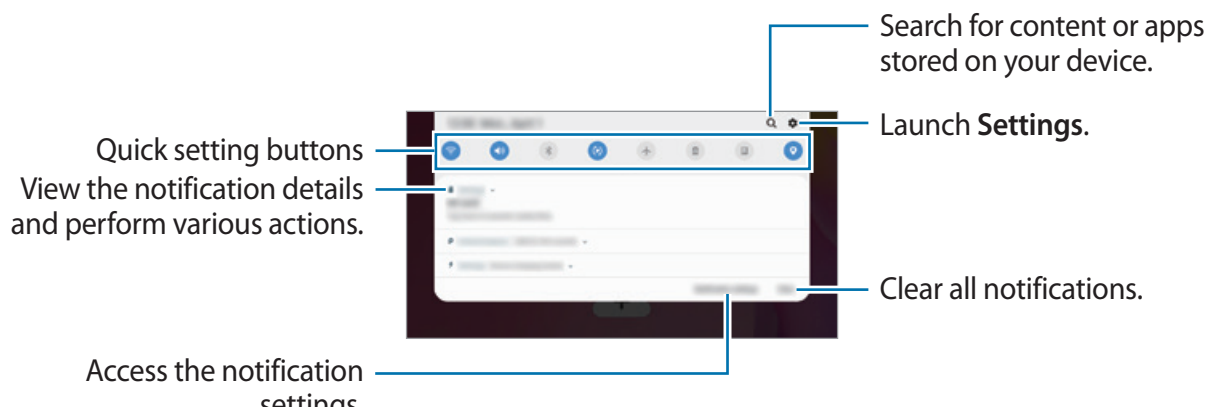 Search for content or apps
stored on your device.
Launch Settings.
Quick setting buttons
View the notification details
and perform various actions.
Clear all notifications.
Access the notification
settings.